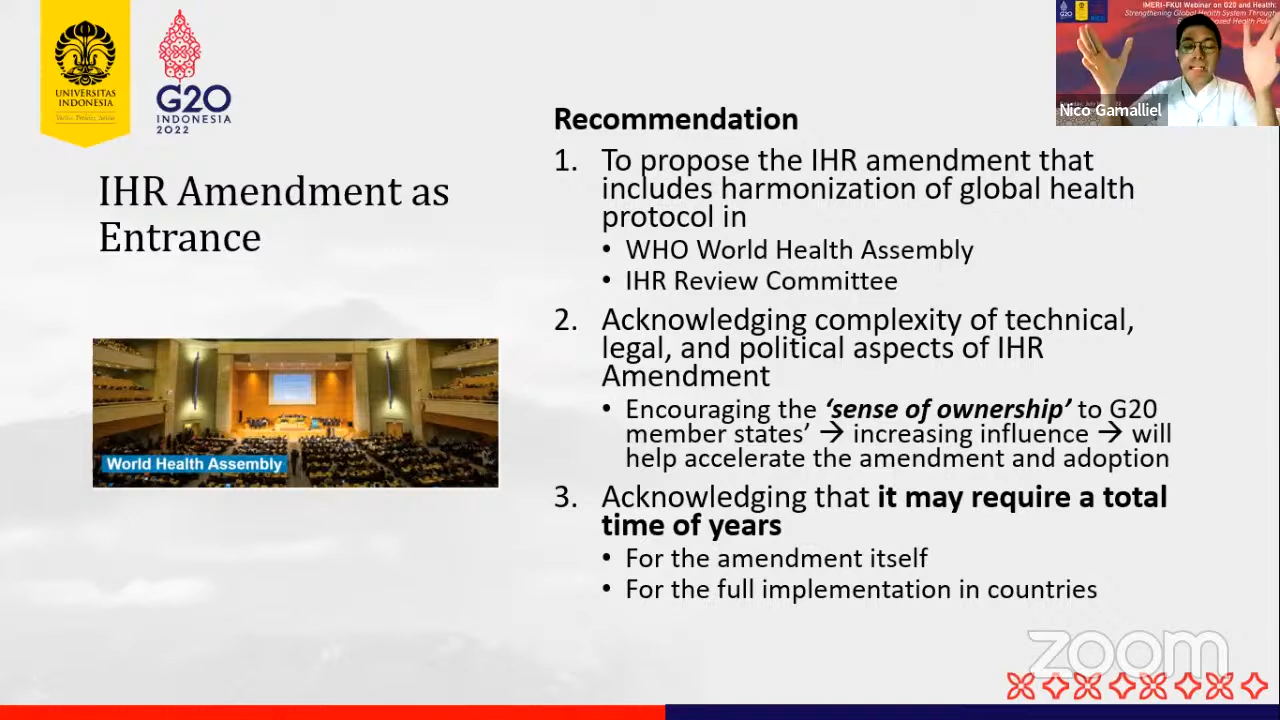 UNIVERSITAS
INDONESIA
Veritas, Probitas, Iustitia
G20
INDONESIA
2022
IHR Amendment as
Entrance
World Health Assembly
Recommendation
1. To propose the IHR amendment that
includes harmonization of global health
protocol in
• WHO World Health Assembly
• IHR Review Committee
2. Acknowledging complexity of technical,
legal, and political aspects of IHR
Amendment
• Encouraging the ‘sense of ownership’ to G20
member states’ → increasing influence → will
help accelerate the amendment and adoption
3. Acknowledging that it may require a total
time of years
• For the amendment itself
• For the full implementation in countries
IMERI-FKUI Webinar on G20 and Health:
Strengthening Global Health System Through
Health
Nico Gamalliel
zoom